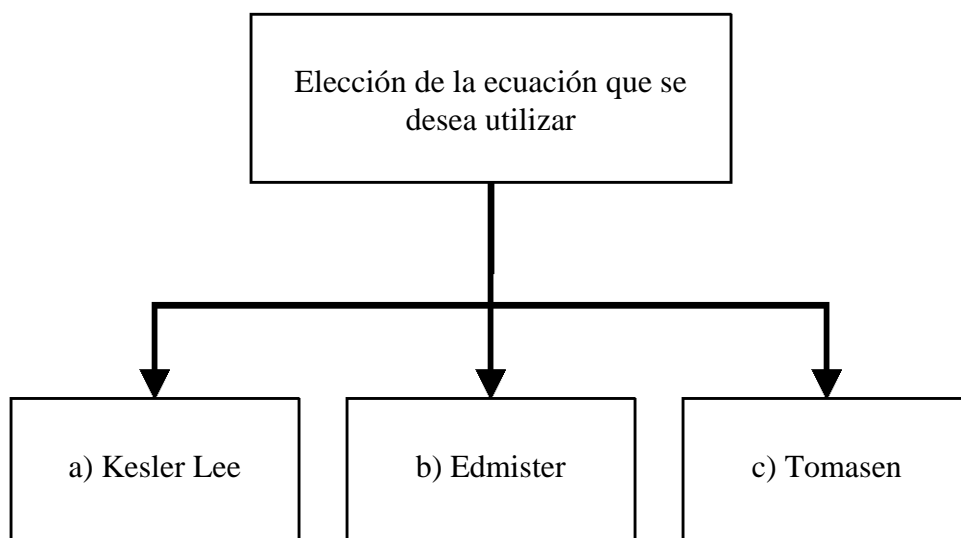 Elección de la ecuación que se
desea utilizar
a) Kesler Lee
b) Edmister
c) Tomasen